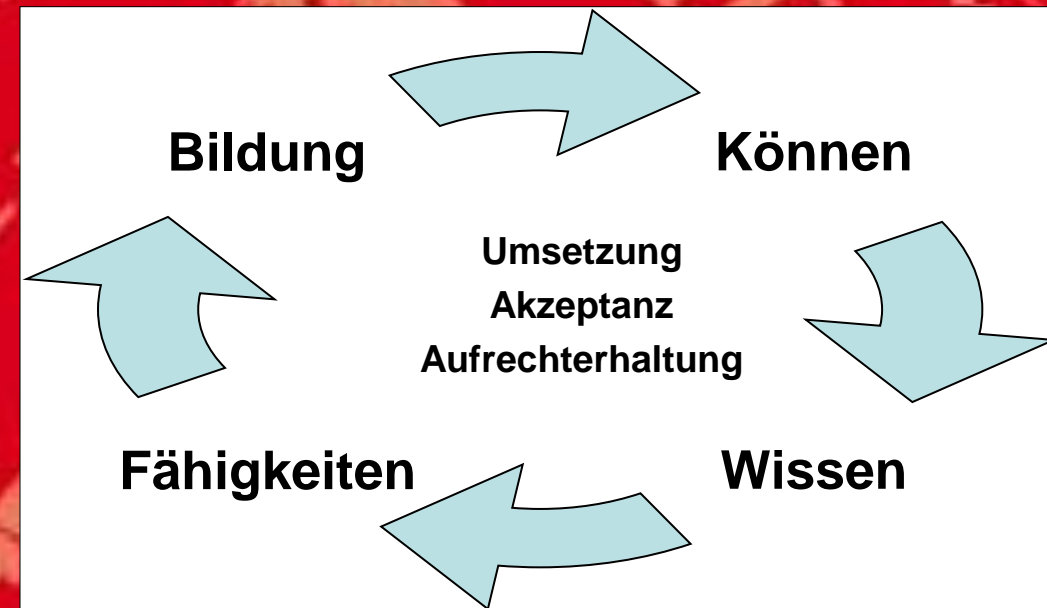 Bildung
Können
Umsetzung
Akzeptanz
Aufrechterhaltung
Fähigkeiten
Wissen